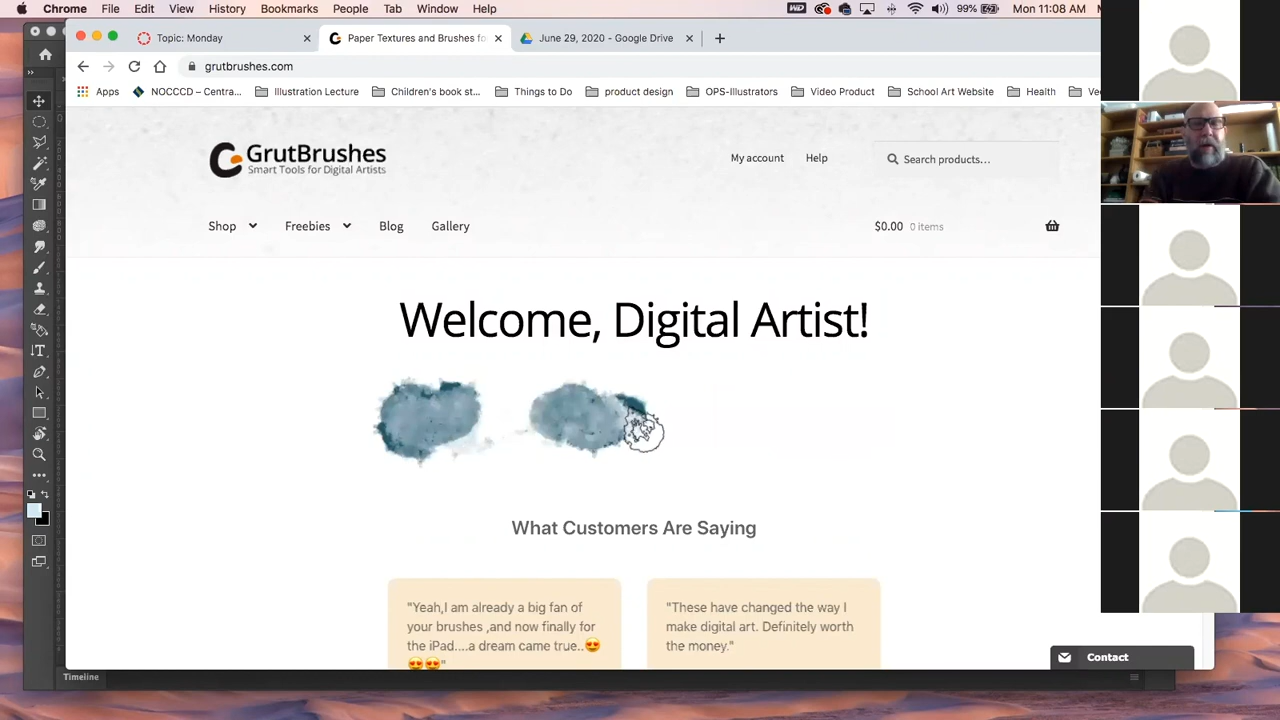 Chrome File Edit View History Bookmarks People Tab Window Help
99% Mon 11:08 AM
Topic: Monday
Paper Textures and Brushes fo
June 29, 2020 - Google Drive
grutbrushes.com
Apps NOCCCD – Centra... Illustration Lecture Children's book st... Things to Do product design OPS-Illustrators Video Product School Art Website Health Ve
GrutBrushes
Smart Tools for Digital Artists
My account Help Search products...
Shop Freebies Blog Gallery
$0.00 0 items
Welcome, Digital Artist!
What Customers Are Saying
"Yeah,I am already a big fan of
your brushes ,and now finally for
the iPad....a dream came true..😍
😍😍😍"
"These have changed the way I
make digital art. Definitely worth
the money."
Contact
Timeline